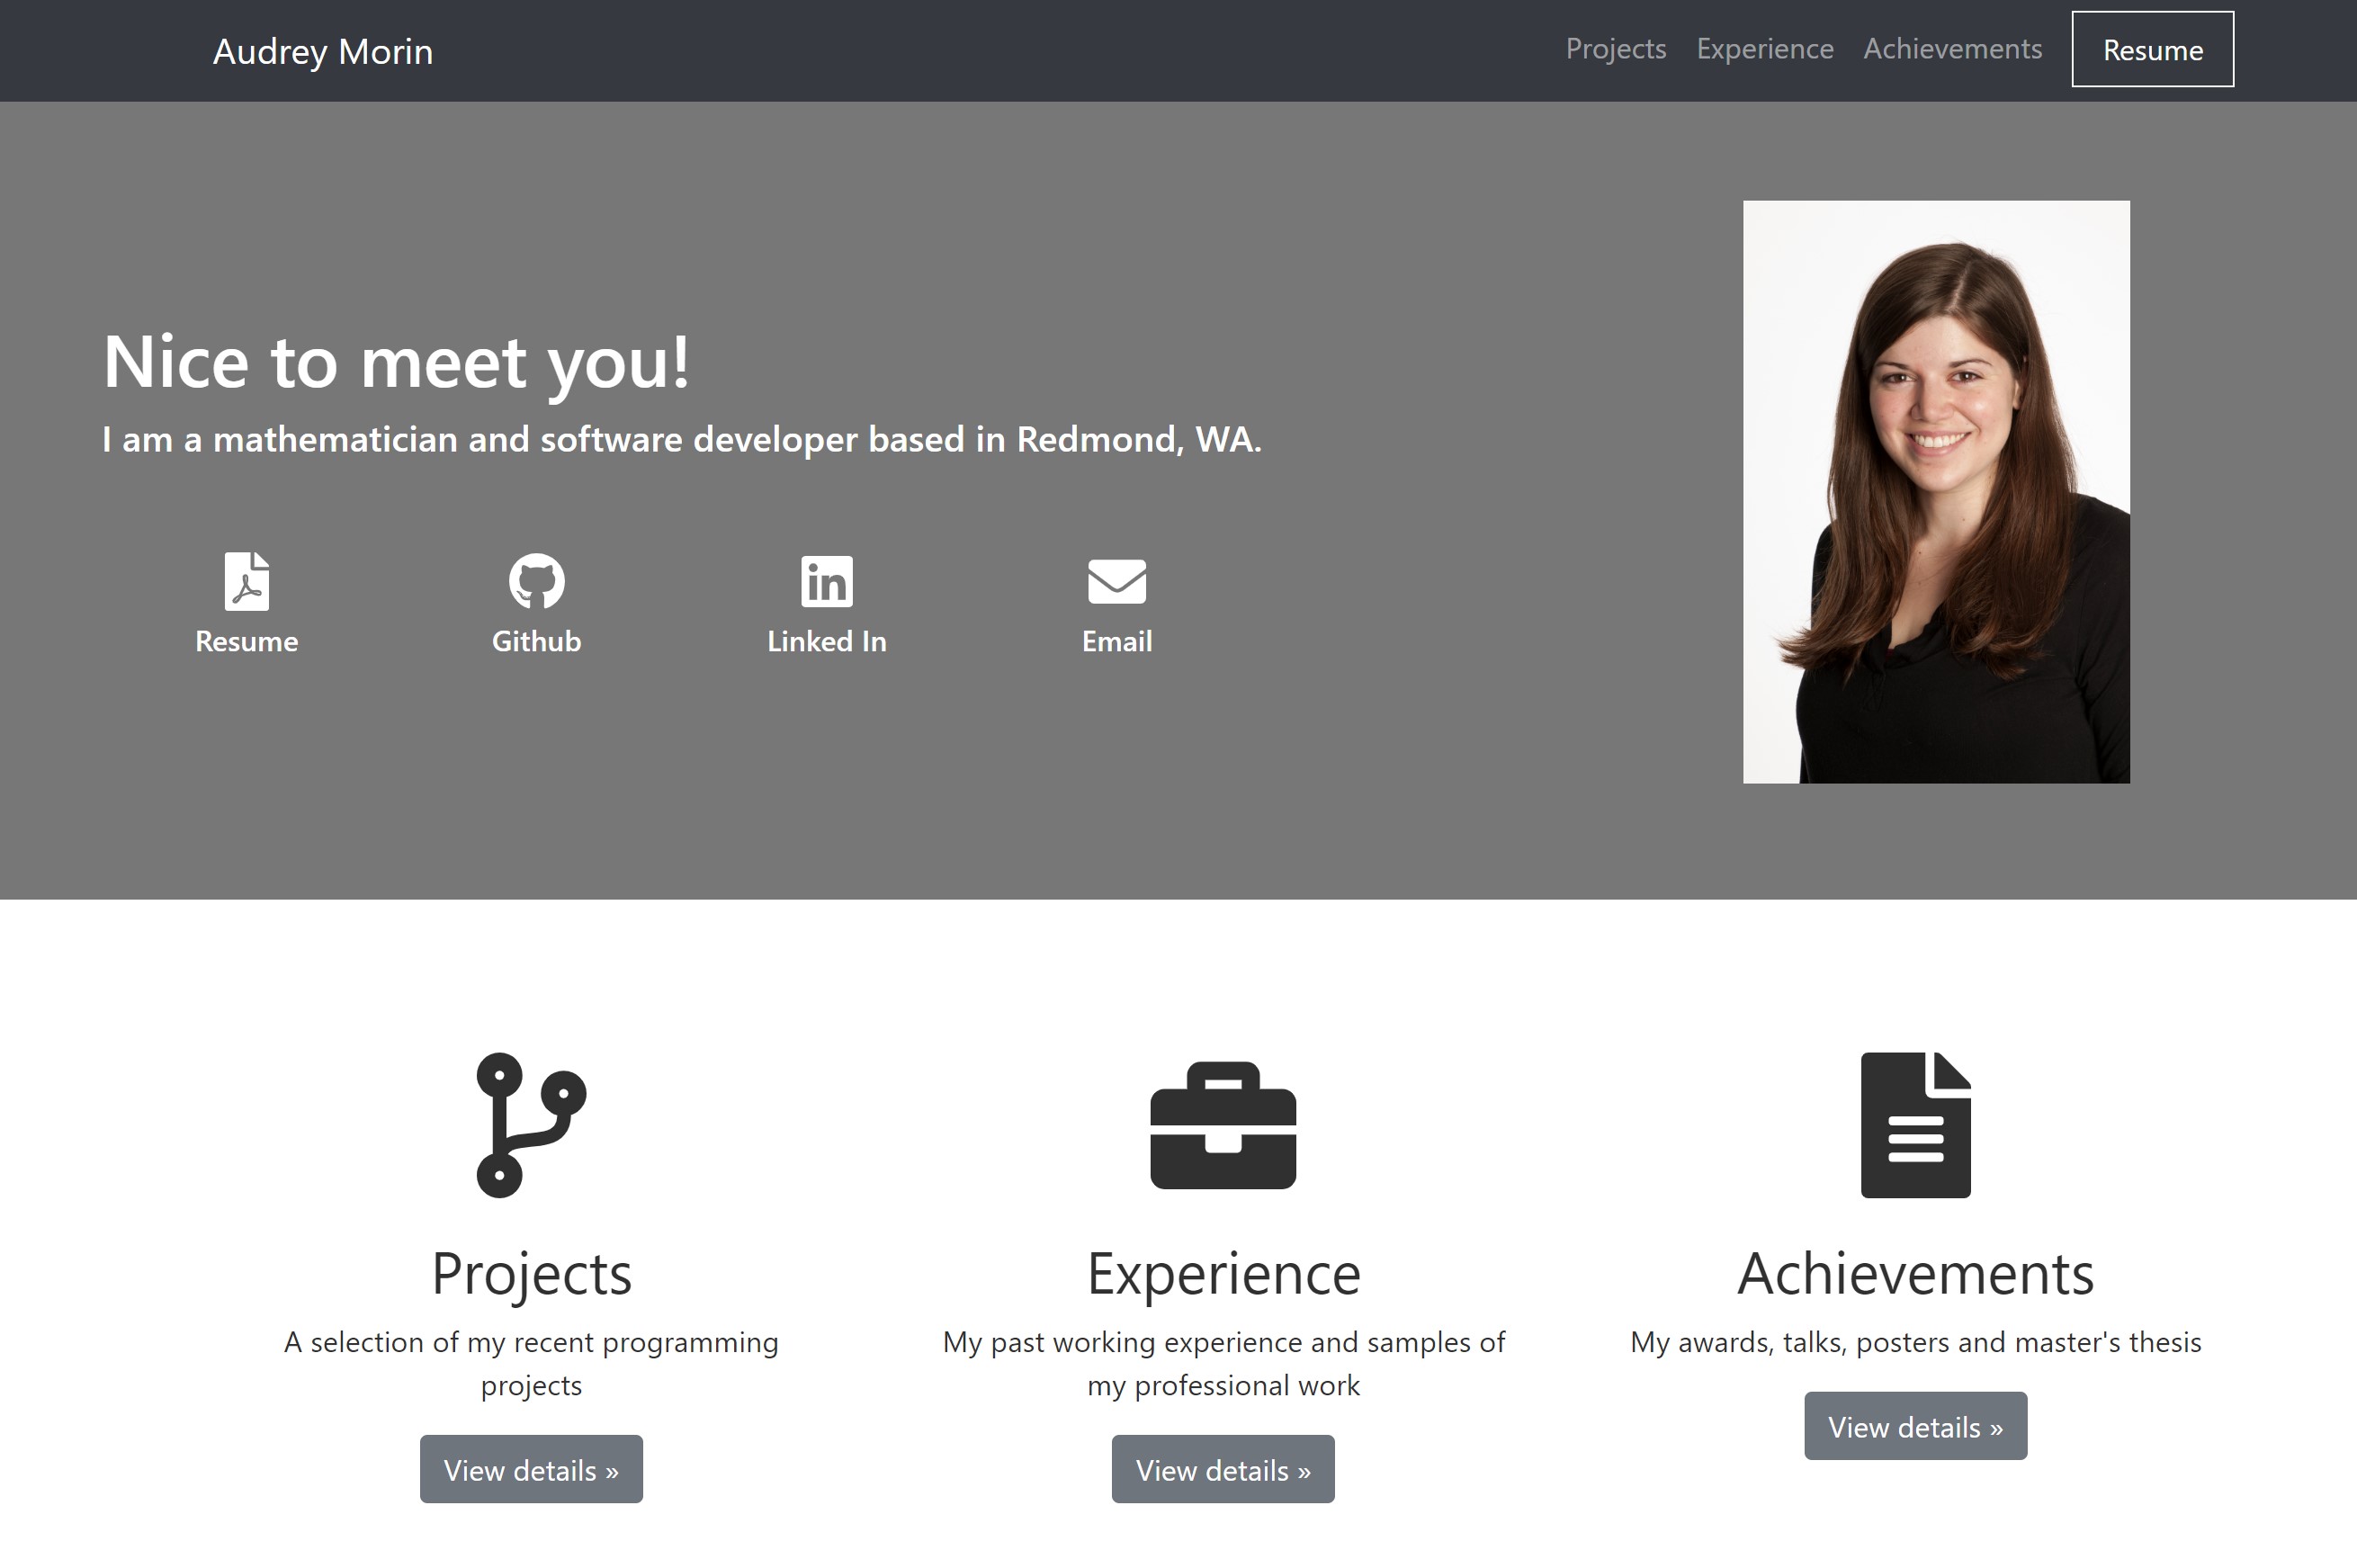 Audrey Morin
Projects Experience Achievements Resume
Nice to meet you!
I am a mathematician and software developer based in Redmond, WA.
in
Resume Github Linked In Email
Projects Experience Achievements
A selection of my recent programming
projects
My past working experience and samples of
my professional work
My awards, talks, posters and master's thesis
View details »
View details »
View details »